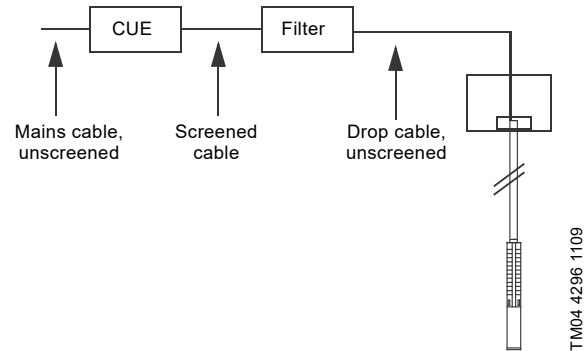 CUE
Filter
Mains cable,
unscreened
Screened
cable
Drop cable,
unscreened
TM04 4296 1109